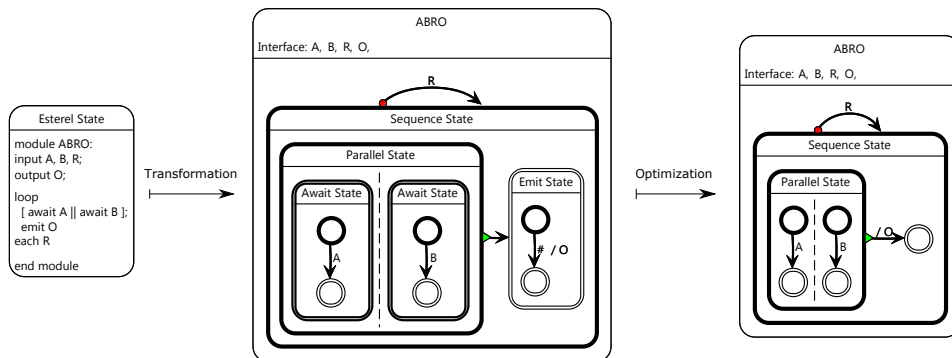 Esterel State
module ABRO:
input A, B, R;
output O;
loop
[ await A || await B ];
emit O
each R
end module
Transformation
ABRO
Interface: A, B, R, O,
R
Sequence State
Parallel State
Await State
A
Await State
B
Emit State
# / O
Optimization
ABRO
Interface: A, B, R, O,
R
Sequence State
Parallel State
A
B
/ O